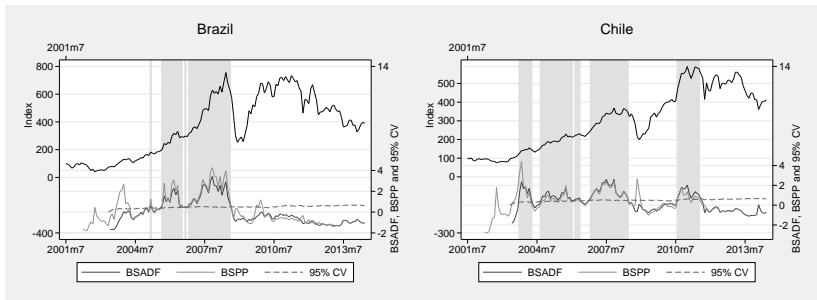 Brazil
2001m7
800
600
400
200
0
-400
Index
14
4
2
0
-2
BSADF, BSPP and 95% CV
2001m7 2004m7 2007m7 2010m7 2013m7
BSADF BSPP 95% CV
Chile
2001m7
500
400
300
200
100
0
-300
Index
14
4
2
0
-2
BSADF, BSPP and 95% CV
2001m7 2004m7 2007m7 2010m7 2013m7
BSADF BSPP 95% CV